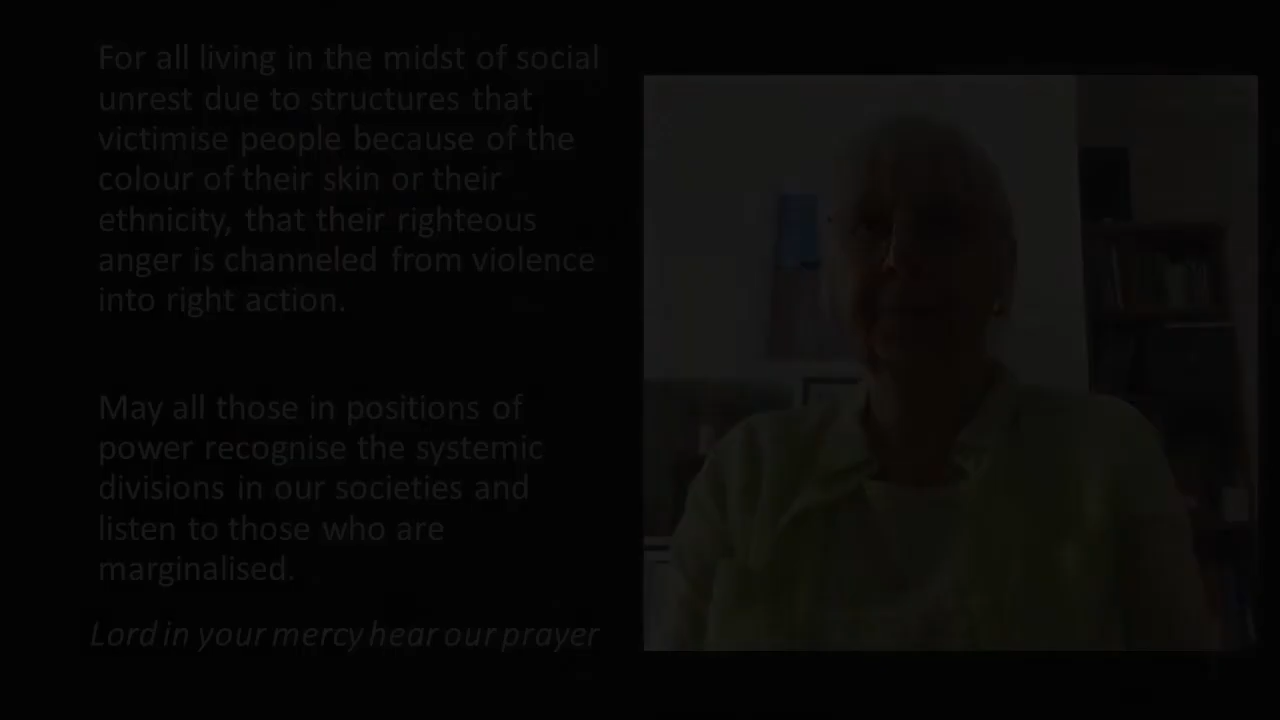 For all living in the midst of social
unrest due to structures that
victimise people because of the
colour of their skin or their
ethnicity, that their righteous
anger is channeled from violence
into right action.
May all those in positions of
power recognise the systemic
divisions in our societies and
listen to those who are
marginalised.
Lord in your mercy hear our prayer